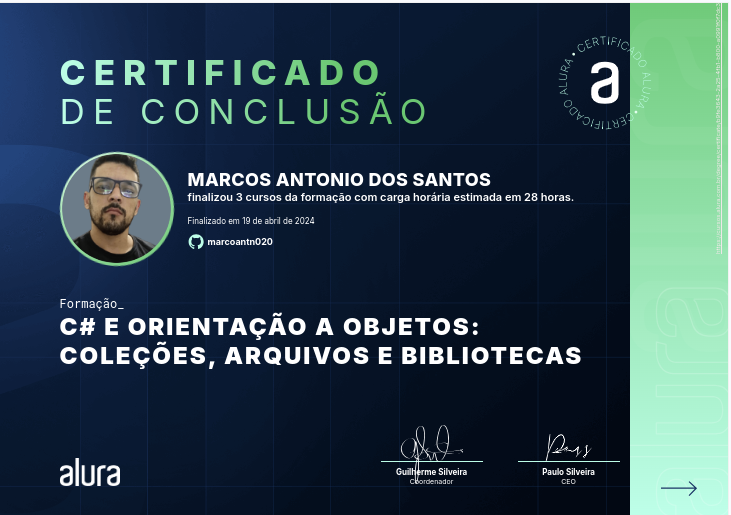 CERTIFICADO
DE CONCLUSÃO
• CERTIFICADO ALURA • CERTIFICADO ALURA
a
MARCOS ANTONIO DOS SANTOS
finalizou 3 cursos da formação com carga horária estimada em 28 horas.
Finalizado em 19 de abril de 2024
marcoantn020
Formação_
C# E ORIENTAÇÃO A OBJETOS:
COLEÇÕES, ARQUIVOS E BIBLIOTECAS
alura
Guilherme Silveira
Coordenador
Paulo Silveira
CEO
alura